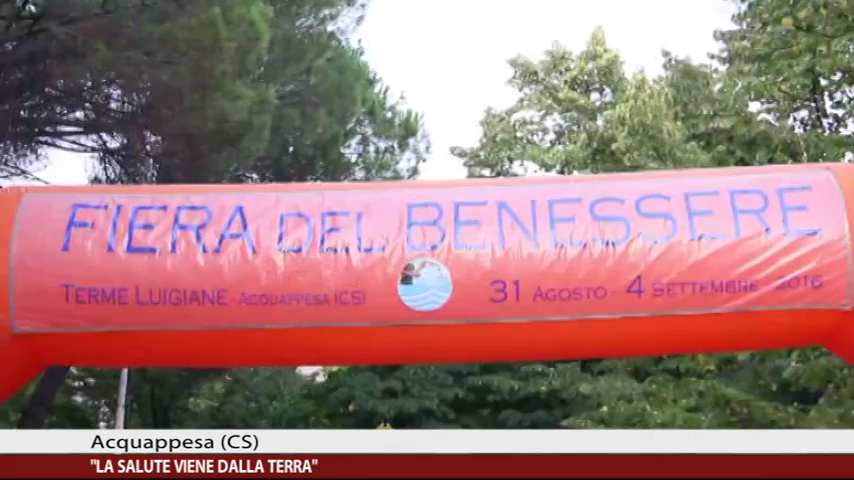 FIERA DEL BENESSERE
TERME LUIGIANE - ACQUAPPESA (CS) 31 AGOSTO - 4 SETTEMBRE - 2016
Acquappesa (CS)
"LA SALUTE VIENE DALLA TERRA"